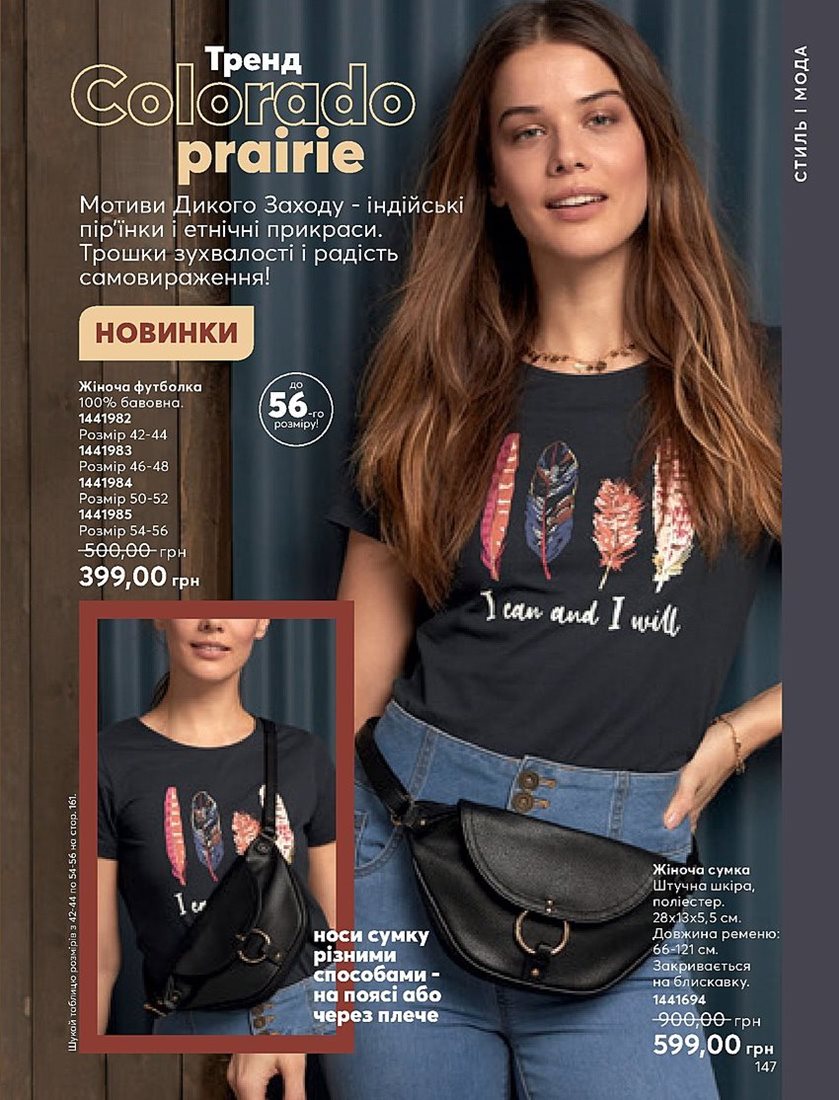 Тренд
Colorado
prairie
Мотиви Дикого Заходу - індійські
пір'їнки і етнічні прикраси.
Трошки зухвалості і радість
самовираження!
НОВИНКИ
Жіноча футболка
100% бавовна.
1441982
Розмір 42-44
1441983
Розмір 46-48
1441984
Розмір 50-52
1441985
Розмір 54-56
500,00 грн
399,00 грн
до
56-го
розміру!
СТИЛЬ | МОДА
I can and I will
I ca
носи сумку
різними
способами -
на поясі або
через плече
Шукай таблицю розмірів з 42-44 по 54-56 на стор. 161.
Жіноча сумка
Штучна шкіра,
поліестер.
28x13x5,5 см.
Довжина ременю:
66-121 см.
Закривається
на блискавку.
1441694
900,00 грн
599,00 грн
147